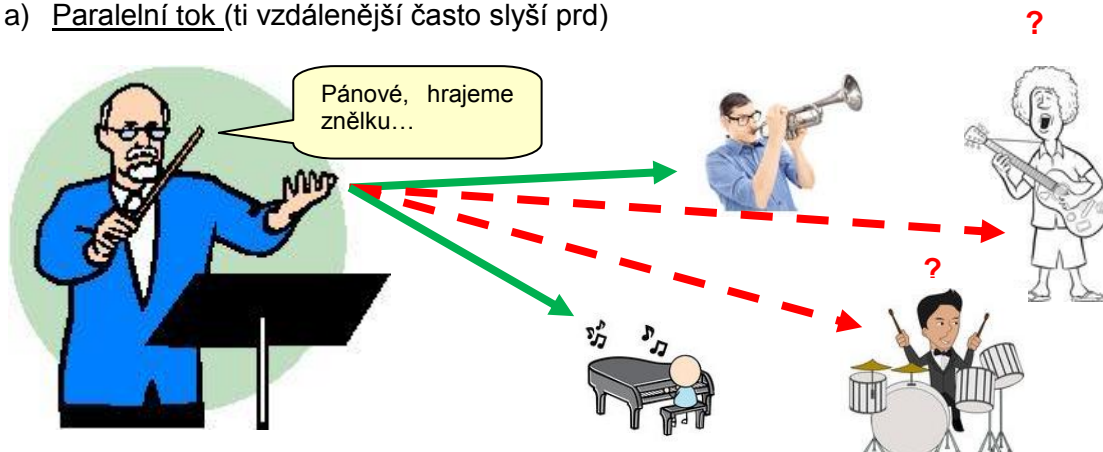 a) Paralelní tok (ti vzdálenější často slyší prd)
?
Pánové, hrajeme
znělku…
?